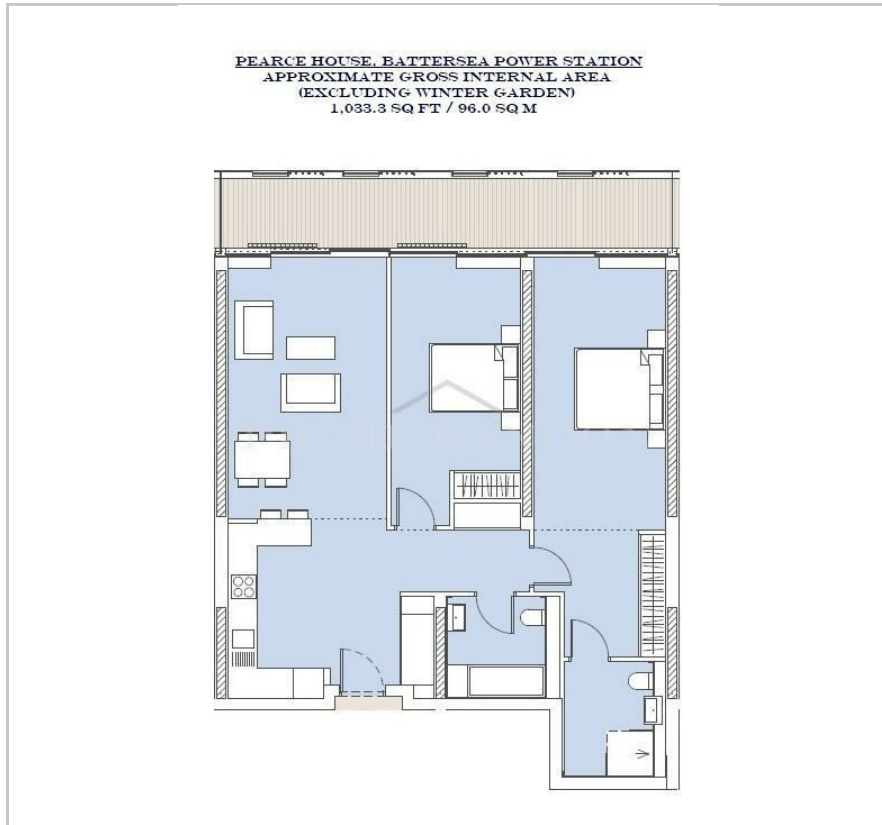 PEARCE HOUSE, BATTERSEA POWER STATION
APPROXIMATE GROSS INTERNAL AREA
(EXCLUDING WINTER GARDEN)
1,033.3 SQ FT / 96.0 SQ M